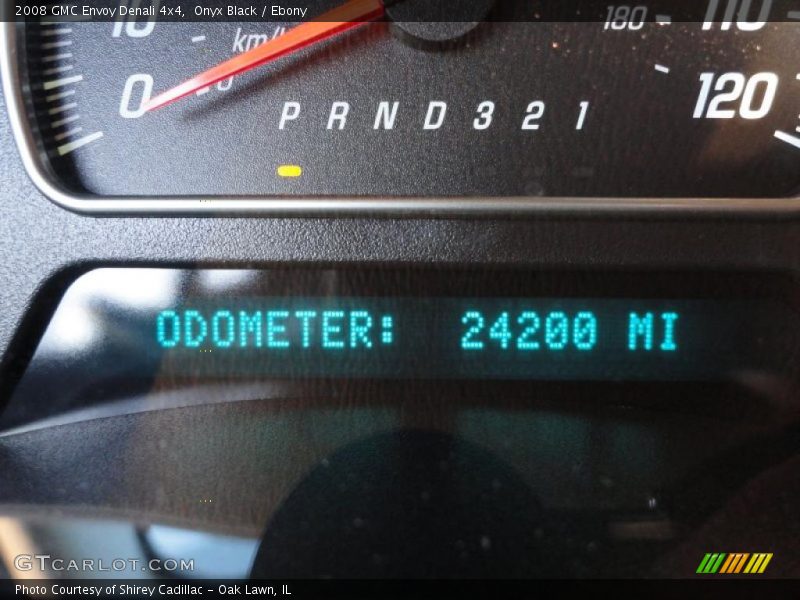 2008 GMC Envoy Denali 4x4, Onyx Black / Ebony
180
110
km/
0
120
P R N D 3 2 1
ODOMETER: 24200 MI
GTCARLOT.COM
Photo Courtesy of Shirey Cadillac - Oak Lawn, IL